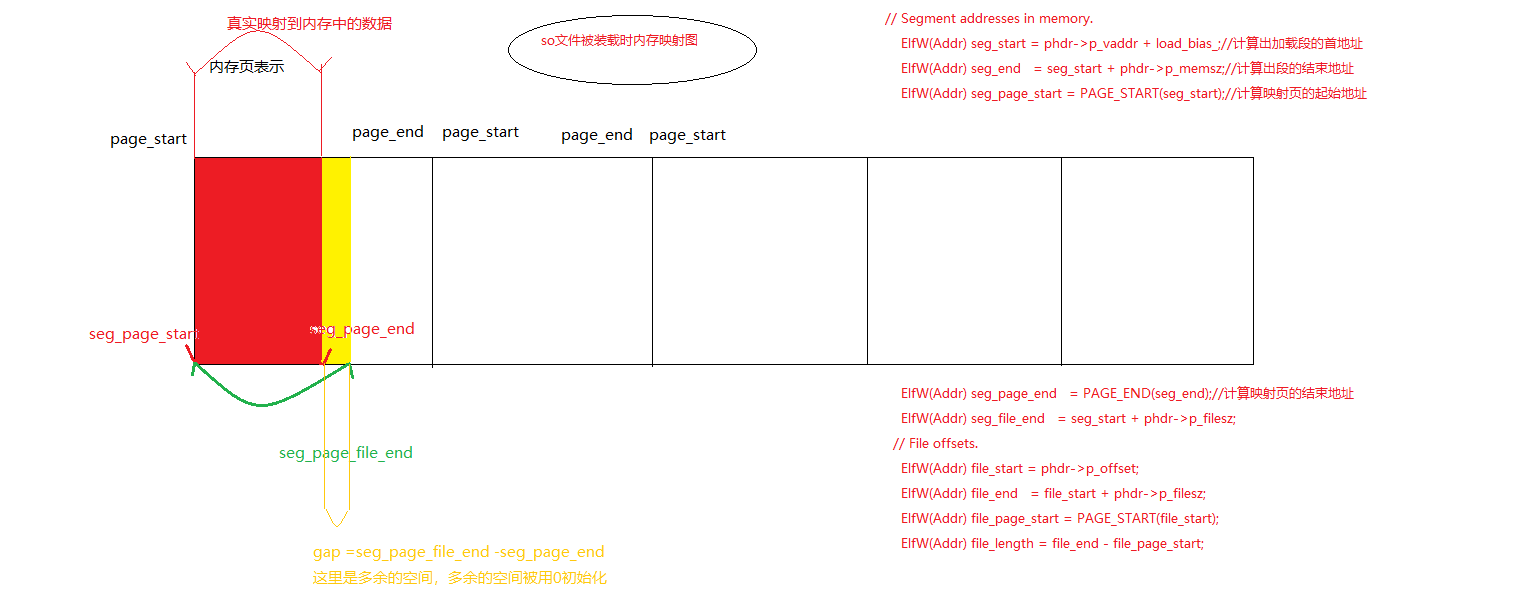 真实映射到内存中的数据
内存页表示
so文件被装载时内存映射图
// Segment addresses in memory.
ElfW(Addr) seg_start = phdr->p_vaddr + load_bias_;//计算出加载段的首地址
ElfW(Addr) seg_end = seg_start + phdr->p_memsz;//计算出段的结束地址
ElfW(Addr) seg_page_start = PAGE_START(seg_start);//计算映射页的起始地址
page_start
page_end
page_start
page_end
page_start
seg_page_start
seg_page_end
seg_page_file_end
gap =seg_page_file_end -seg_page_end
这里是多余的空间，多余的空间被用0初始化
ElfW(Addr) seg_page_end = PAGE_END(seg_end);//计算映射页的结束地址
ElfW(Addr) seg_file_end = seg_start + phdr->p_filesz;
// File offsets.
ElfW(Addr) file_start = phdr->p_offset;
ElfW(Addr) file_end = file_start + phdr->p_filesz;
ElfW(Addr) file_page_start = PAGE_START(file_start);
ElfW(Addr) file_length = file_end - file_page_start;